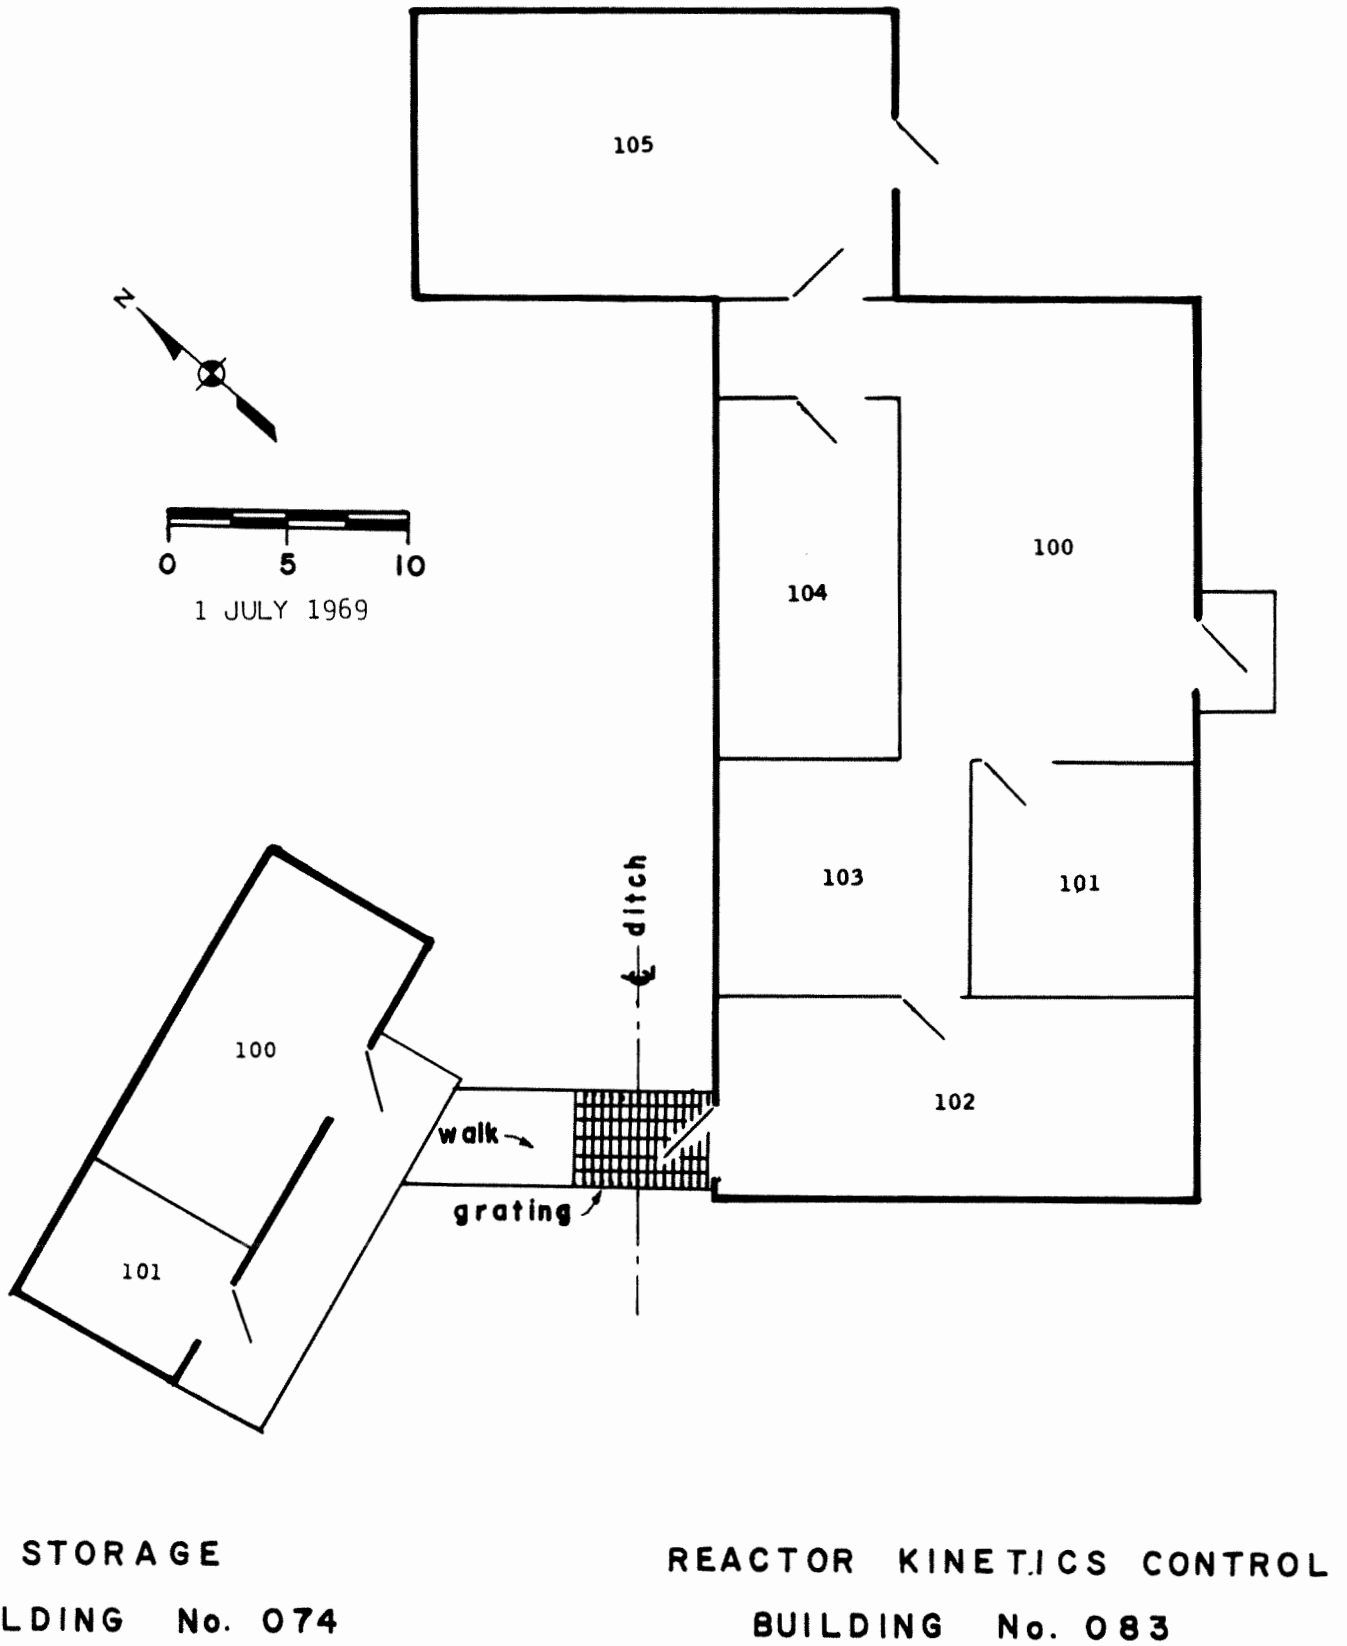 105
N
0 5 10
1 JULY 1969
100
104
103
101
℄ ditch
100
102
walk
grating
101
STORAGE
LDING No. 074
REACTOR KINETICS CONTROL
BUILDING No. 083